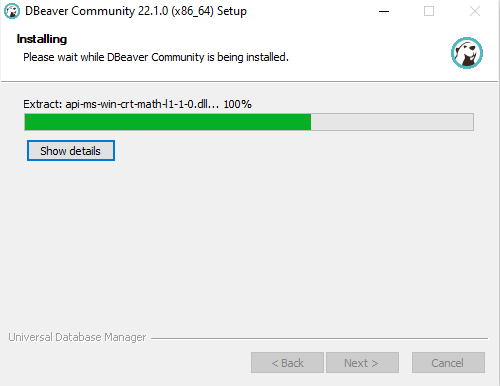 DBeaver Community 22.1.0 (x86_64) Setup
Installing
Please wait while DBeaver Community is being installed.
Extract: api-ms-win-crt-math-l1-1-0.dll... 100%
Show details
Universal Database Manager
< Back
Next >
Cancel